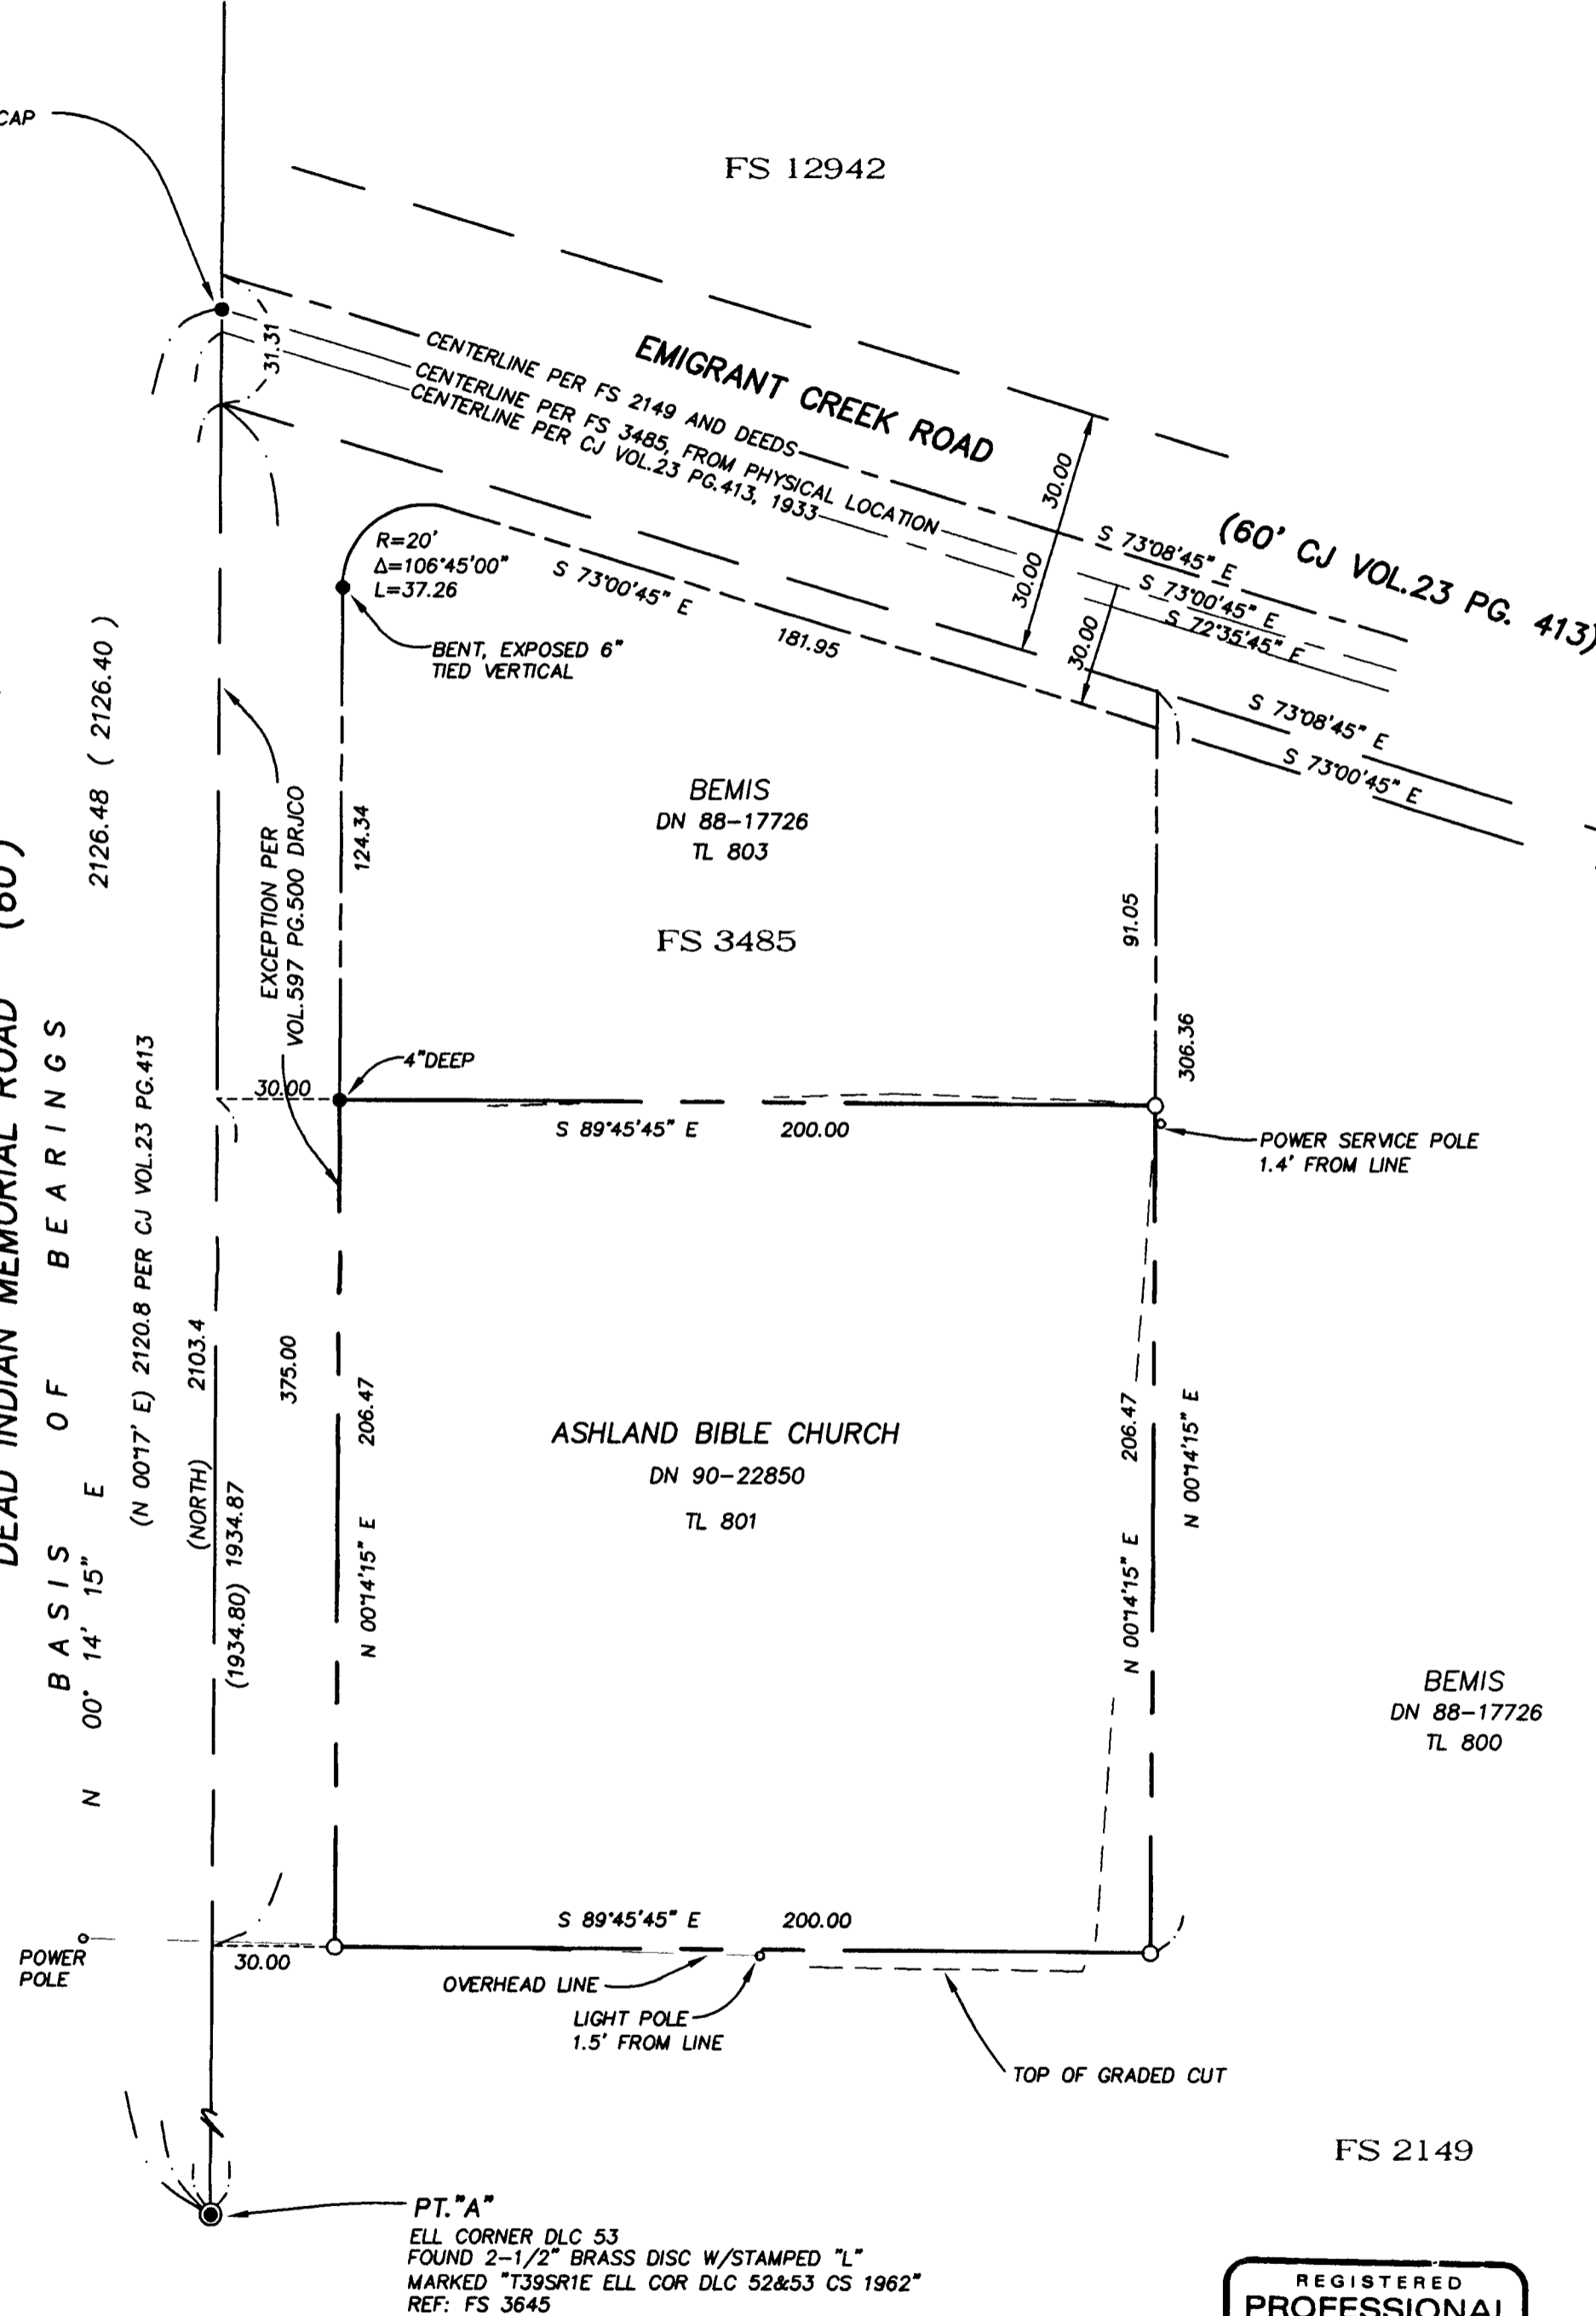 CAP
FS 12942
31.31
CENTERLINE PER FS 2149 AND DEEDS
CENTERLINE PER FS 3485, FROM PHYSICAL LOCATION
CENTERLINE PER CJ VOL.23 PG.413, 1933
EMIGRANT CREEK ROAD
(60' CJ VOL.23 PG. 413)
30.00
30.00
30.00
S 73°08'45" E
S 73°00'45" E
S 72°35'45" E
S 73°08'45" E
S 73°00'45" E
R=20'
Δ=106°45'00"
L=37.26
S 73°00'45" E
181.95
BENT, EXPOSED 6"
TIED VERTICAL
2126.48 ( 2126.40 )
DEAD INDIAN MEMORIAL ROAD (60')
BASIS OF BEARINGS
N 00° 14' 15" E
(N 00°17' E) 2120.8 PER CJ VOL.23 PG.413
(NORTH) 2103.4
(1934.80) 1934.87
EXCEPTION PER
VOL.597 PG.500 DRJCO
124.34
BEMIS
DN 88-17726
TL 803
FS 3485
91.05
306.36
4"DEEP
30.00
S 89°45'45" E 200.00
POWER SERVICE POLE
1.4' FROM LINE
375.00
N 00°14'15" E 206.47
ASHLAND BIBLE CHURCH
DN 90-22850
TL 801
N 00°14'15" E 206.47
N 00°14'15" E
BEMIS
DN 88-17726
TL 800
POWER
POLE
30.00
S 89°45'45" E 200.00
OVERHEAD LINE
LIGHT POLE
1.5' FROM LINE
TOP OF GRADED CUT
FS 2149
PT."A"
ELL CORNER DLC 53
FOUND 2-1/2" BRASS DISC W/STAMPED "L"
MARKED "T39SR1E ELL COR DLC 52&53 CS 1962"
REF: FS 3645
REGISTERED
PROFESSIONAL